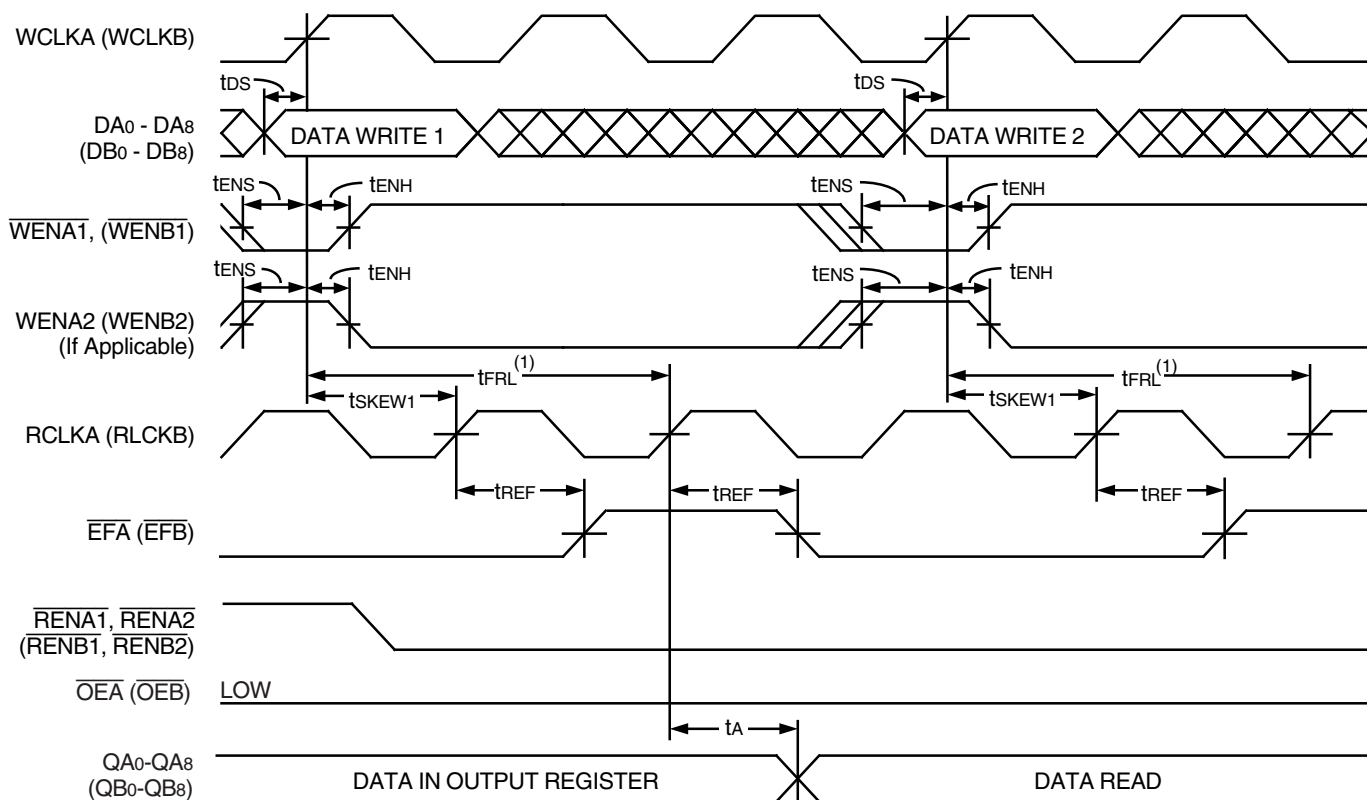 WCLKA (WCLKB)
tDS
tDS
DA0 - DA8
(DB0 - DB8)
DATA WRITE 1
DATA WRITE 2
tENS
tENH
tENS
tENH
WENA1, (WENB1)
tENS
tENH
tENS
tENH
WENA2 (WENB2)
(If Applicable)
tFRL(1)
tFRL(1)
tSKEW1
tSKEW1
RCLKA (RLCKB)
tREF
tREF
tREF
EFA (EFB)
RENA1, RENA2
(RENB1, RENB2)
OEA (OEB)
LOW
tA
QA0-QA8
(QB0-QB8)
DATA IN OUTPUT REGISTER
DATA READ